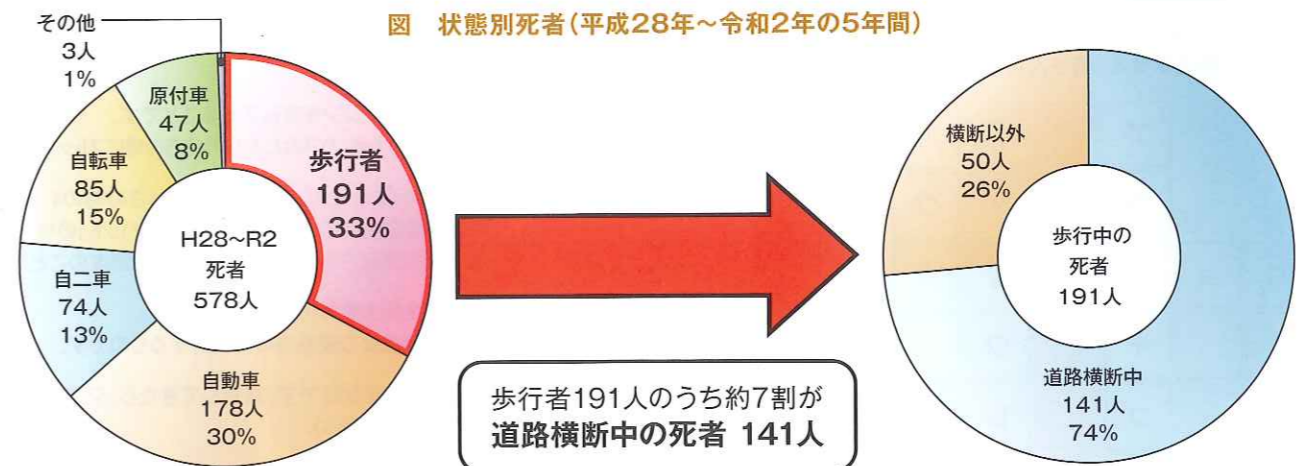 図 状態別死者(平成28年~令和2年の5年間)
その他
3人
1%
原付車
47人
8%
自転車
85人
15%
自二車
74人
13%
自動車
178人
30%
歩行者
191人
33%
H28~R2
死者
578人
歩行者191人のうち約7割が
道路横断中の死者 141人
横断以外
50人
26%
歩行中の
死者
191人
道路横断中
141人
74%